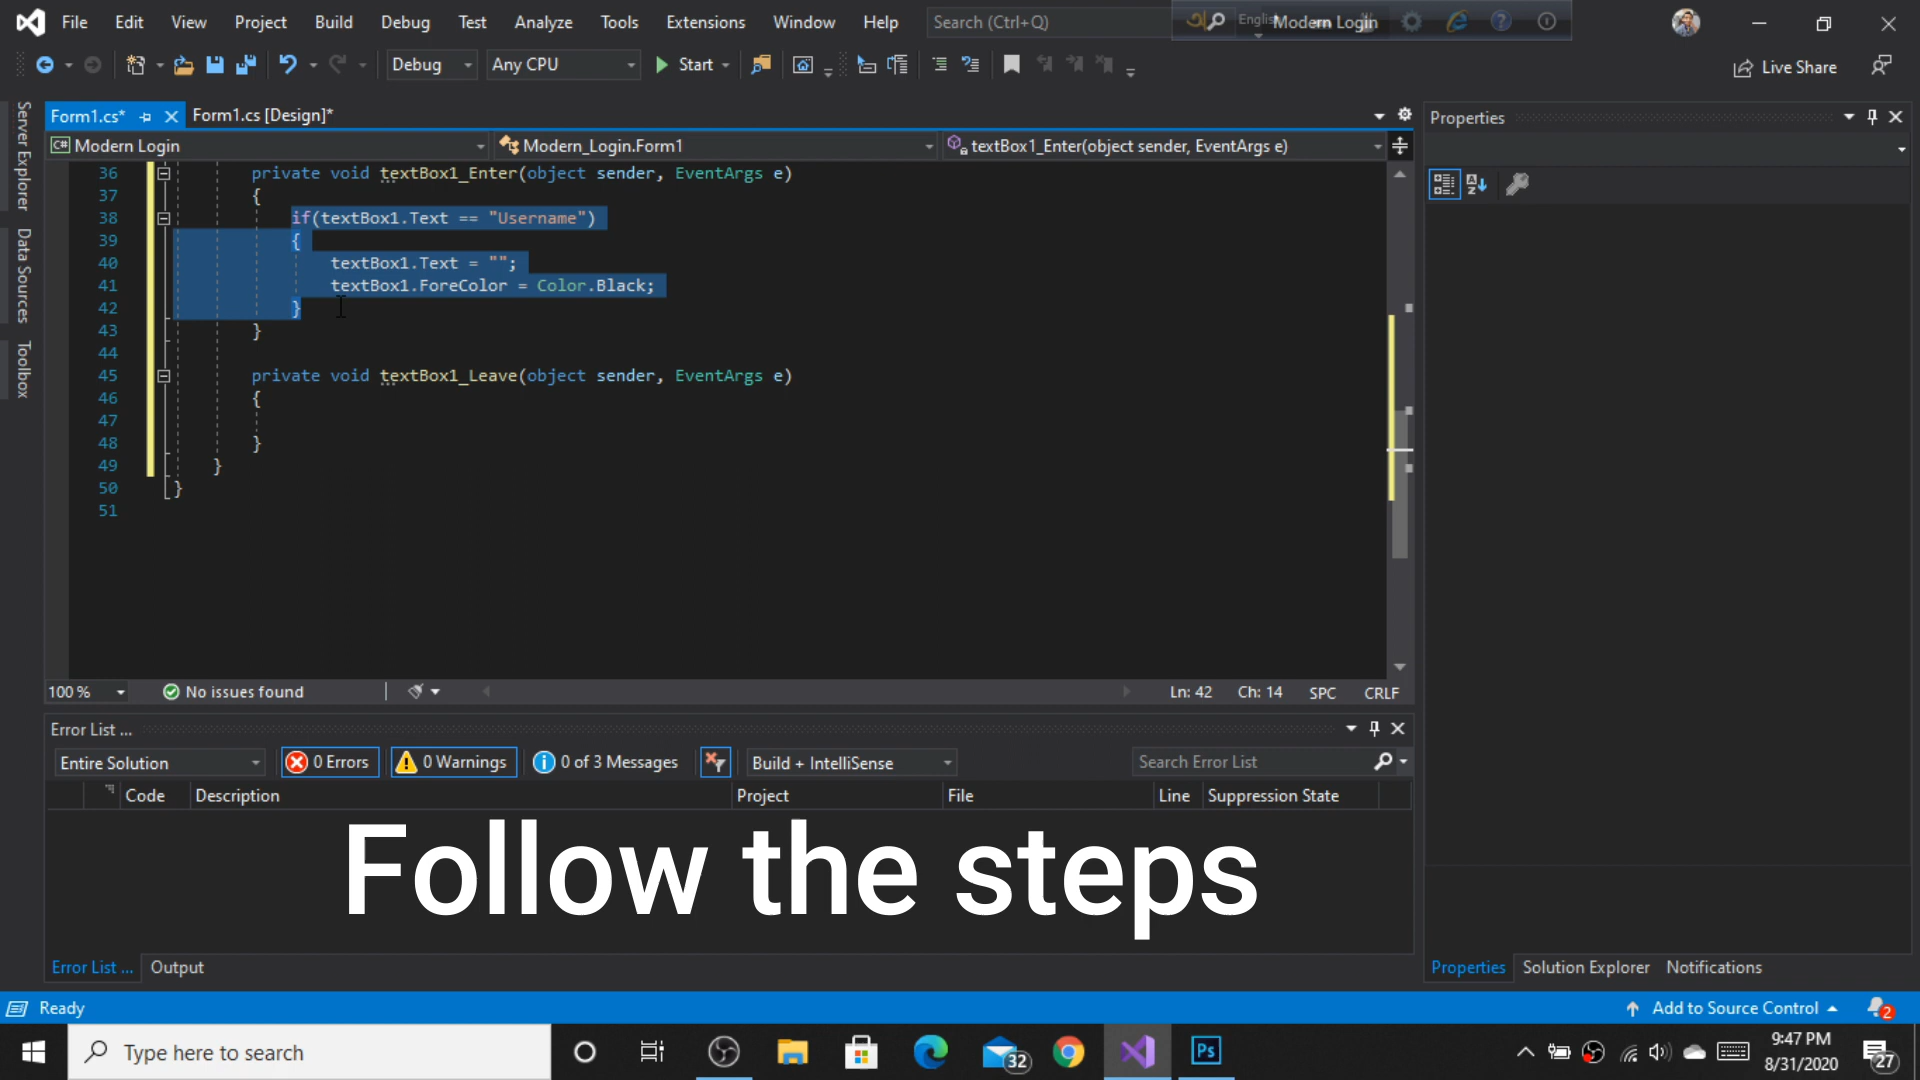 File Edit View Project Build Debug Test Analyze Tools Extensions Window Help Search (Ctrl+Q) Modern Login
Debug Any CPU Start Live Share
Form1.cs* Form1.cs [Design]* Properties
Modern Login Modern_Login.Form1 textBox1_Enter(object sender, EventArgs e)
Server Explorer
Data Sources
Toolbox
36 private void textBox1_Enter(object sender, EventArgs e)
37 {
38 if(textBox1.Text == "Username")
39 {
40 textBox1.Text = "";
41 textBox1.ForeColor = Color.Black;
42 }
43 }
44
45 private void textBox1_Leave(object sender, EventArgs e)
46 {
47
48 }
49 }
50 }
51
100 % No issues found Ln: 42 Ch: 14 SPC CRLF
Error List ...
Entire Solution 0 Errors 0 Warnings 0 of 3 Messages Build + IntelliSense Search Error List
Code Description Project File Line Suppression State
Follow the steps
Error List ... Output Properties Solution Explorer Notifications
Ready Add to Source Control 2
Type here to search 32 Ps 9:47 PM
8/31/2020 27